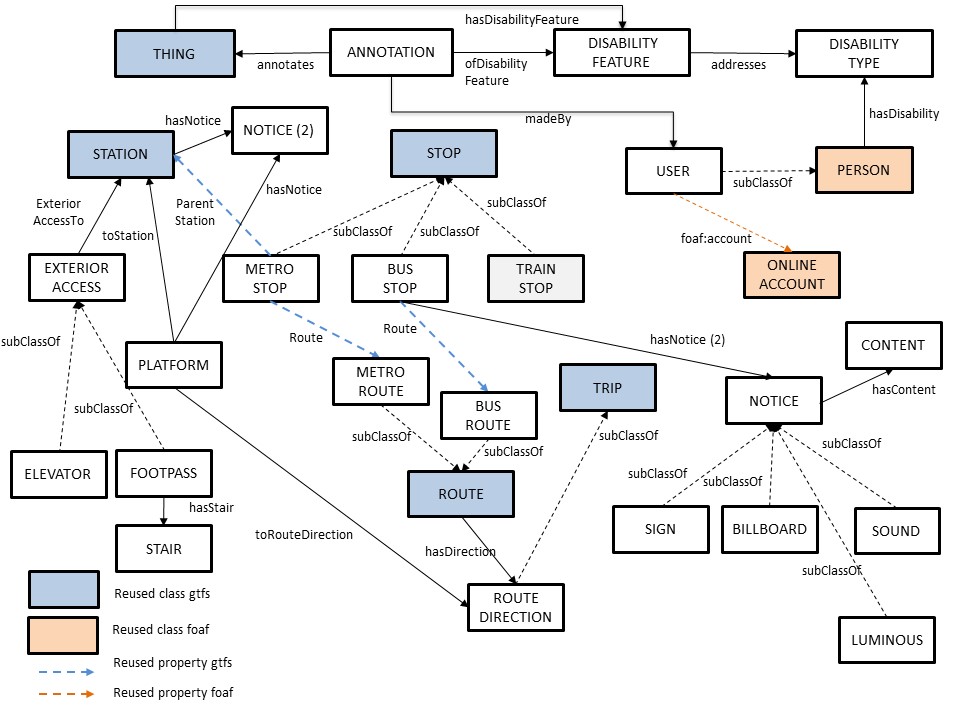 hasDisabilityFeature
THING
annotates
ANNOTATION
ofDisability
Feature
DISABILITY
FEATURE
addresses
DISABILITY
TYPE
madeBy
hasDisability
hasNotice
NOTICE (2)
STATION
STOP
USER
subClassOf
PERSON
hasNotice
Exterior
AccessTo
Parent
Station
toStation
subClassOf
subClassOf
subClassOf
foaf:account
EXTERIOR
ACCESS
METRO
STOP
BUS
STOP
TRAIN
STOP
ONLINE
ACCOUNT
subClassOf
Route
Route
hasNotice (2)
CONTENT
PLATFORM
METRO
ROUTE
TRIP
NOTICE
hasContent
subClassOf
BUS
ROUTE
subClassOf
subClassOf
subClassOf
subClassOf
ELEVATOR
FOOTPASS
subClassOf
subClassOf
ROUTE
hasStair
SIGN
BILLBOARD
SOUND
STAIR
toRouteDirection
hasDirection
subClassOf
ROUTE
DIRECTION
LUMINOUS
Reused class gtfs
Reused class foaf
Reused property gtfs
Reused property foaf